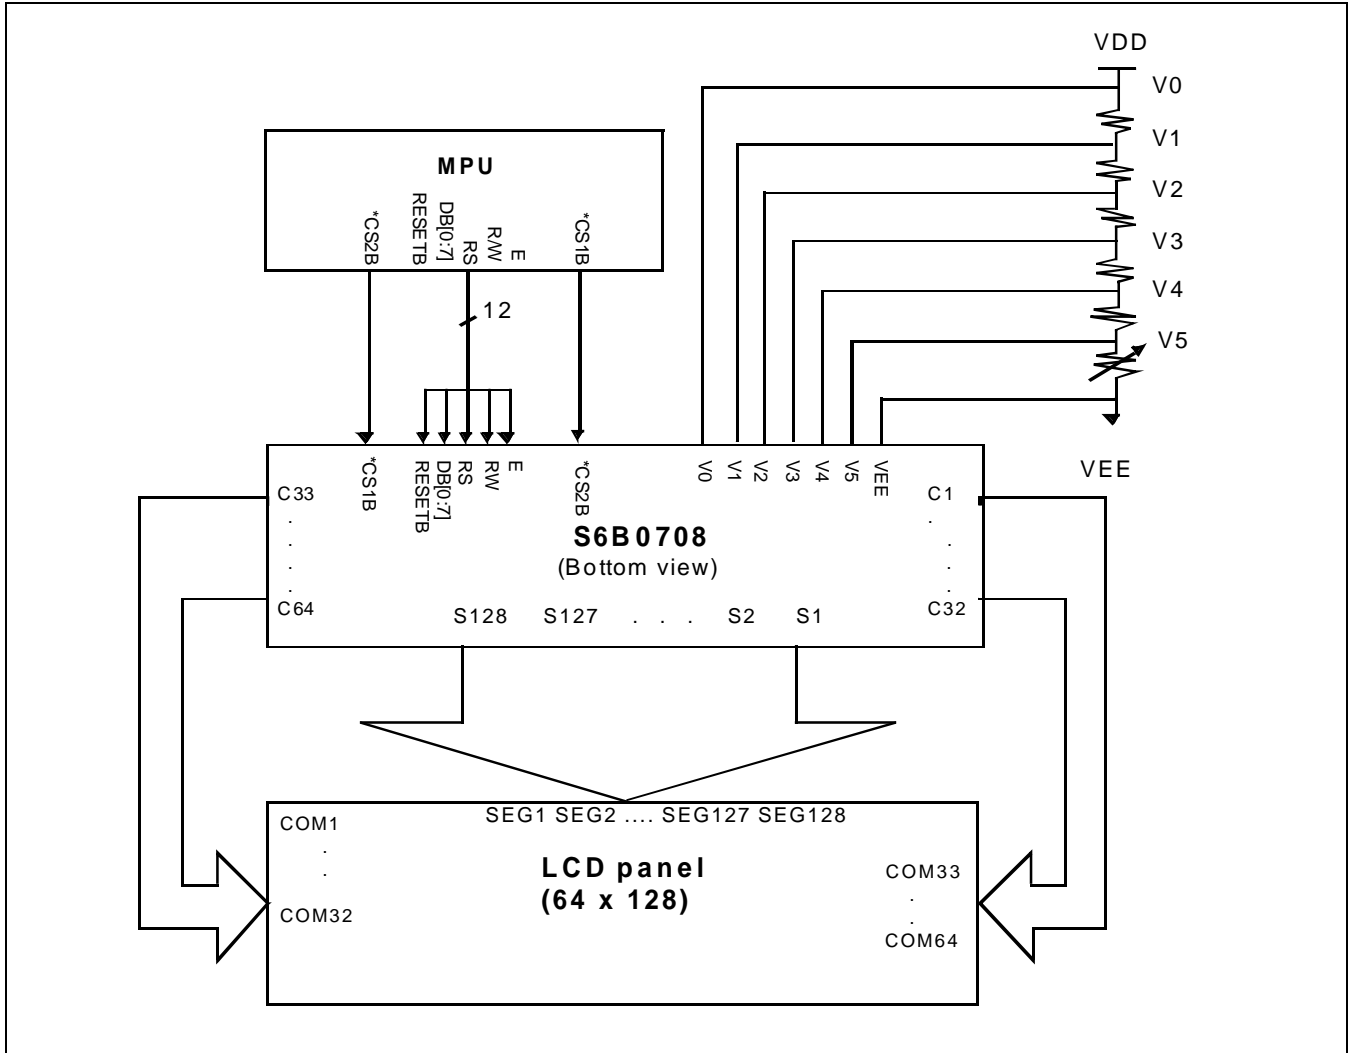 VDD
V0
V1
V2
V3
V4
V5
VEE
MPU
*CS2B
RESETB
DB[0:7]
RS
R/W
E
*CS1B
12
*CS1B
RESETB
DB[0:7]
RS
RW
E
*CS2B
V0
V1
V2
V3
V4
V5
VEE
C33
.
.
.
.
C64
C1
.
.
.
.
C32
S6B0708
(Bottom view)
S128 S127 . . . S2 S1
SEG1 SEG2 .... SEG127 SEG128
COM1
.
.
COM32
LCD panel
(64 x 128)
COM33
.
.
COM64